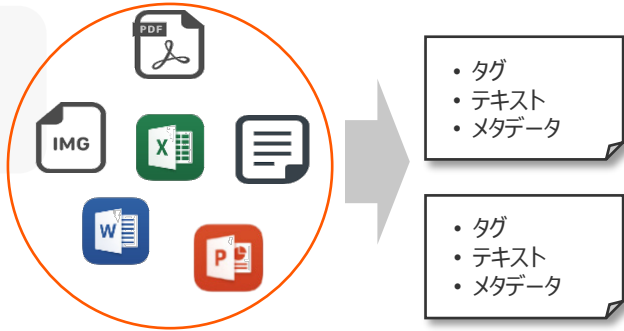 PDF
IMG
X
W
P
• タグ
• テキスト
• メタデータ
• タグ
• テキスト
• メタデータ